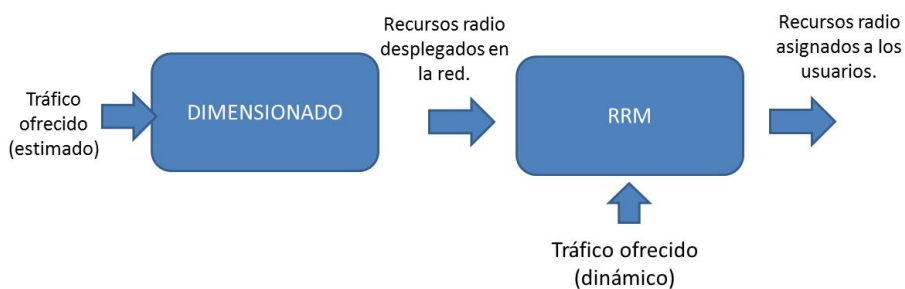 Tráfico
ofrecido
(estimado)
DIMENSIONADO
Recursos radio
desplegados en
la red.
RRM
Recursos radio
asignados a los
usuarios.
Tráfico ofrecido
(dinámico)